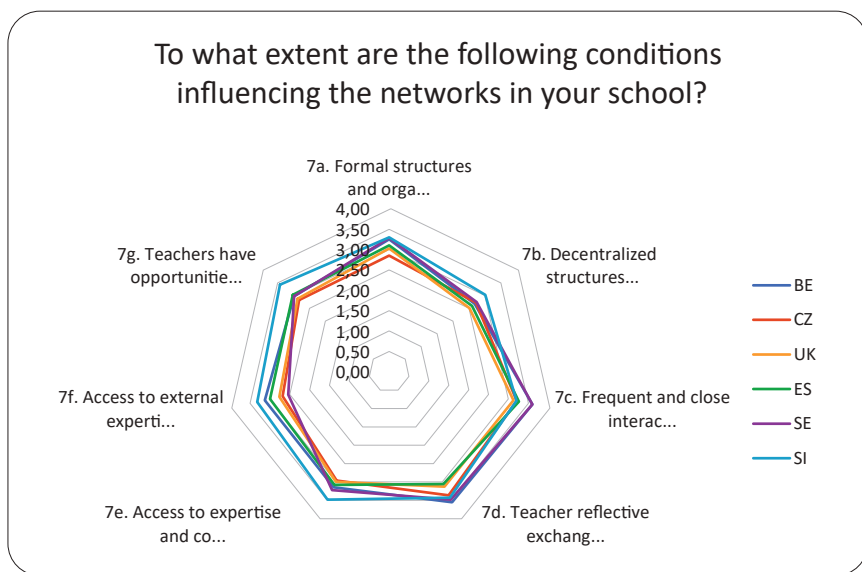 To what extent are the following conditions
influencing the networks in your school?
7a. Formal structures
and orga...
4,00
3,50
3,00
2,50
2,00
1,50
1,00
0,50
0,00
7b. Decentralized
structures...
7c. Frequent and close
interac...
7d. Teacher reflective
exchang...
7e. Access to expertise
and co...
7f. Access to external
experti...
7g. Teachers have
opportunitie...
BE
CZ
UK
ES
SE
SI